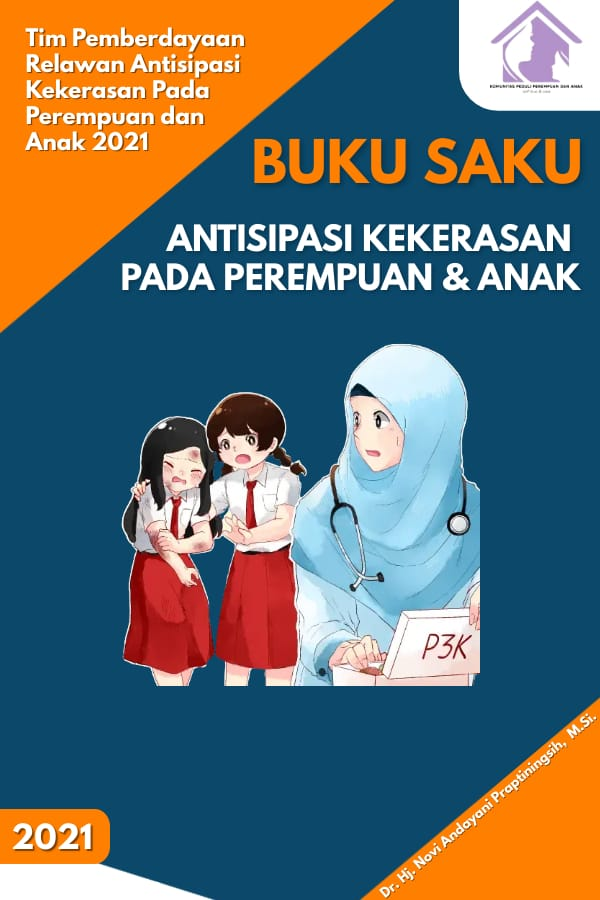 Tim Pemberdayaan
Relawan Antisipasi
Kekerasan Pada
Perempuan dan
Anak 2021
KOMUNITAS PEDULI PEREMPUAN DAN ANAK
BUKU SAKU
ANTISIPASI KEKERASAN
PADA PEREMPUAN & ANAK
P3K
Dr. Hj. Novi Andayani Praptiningsih, M.Si.
2021